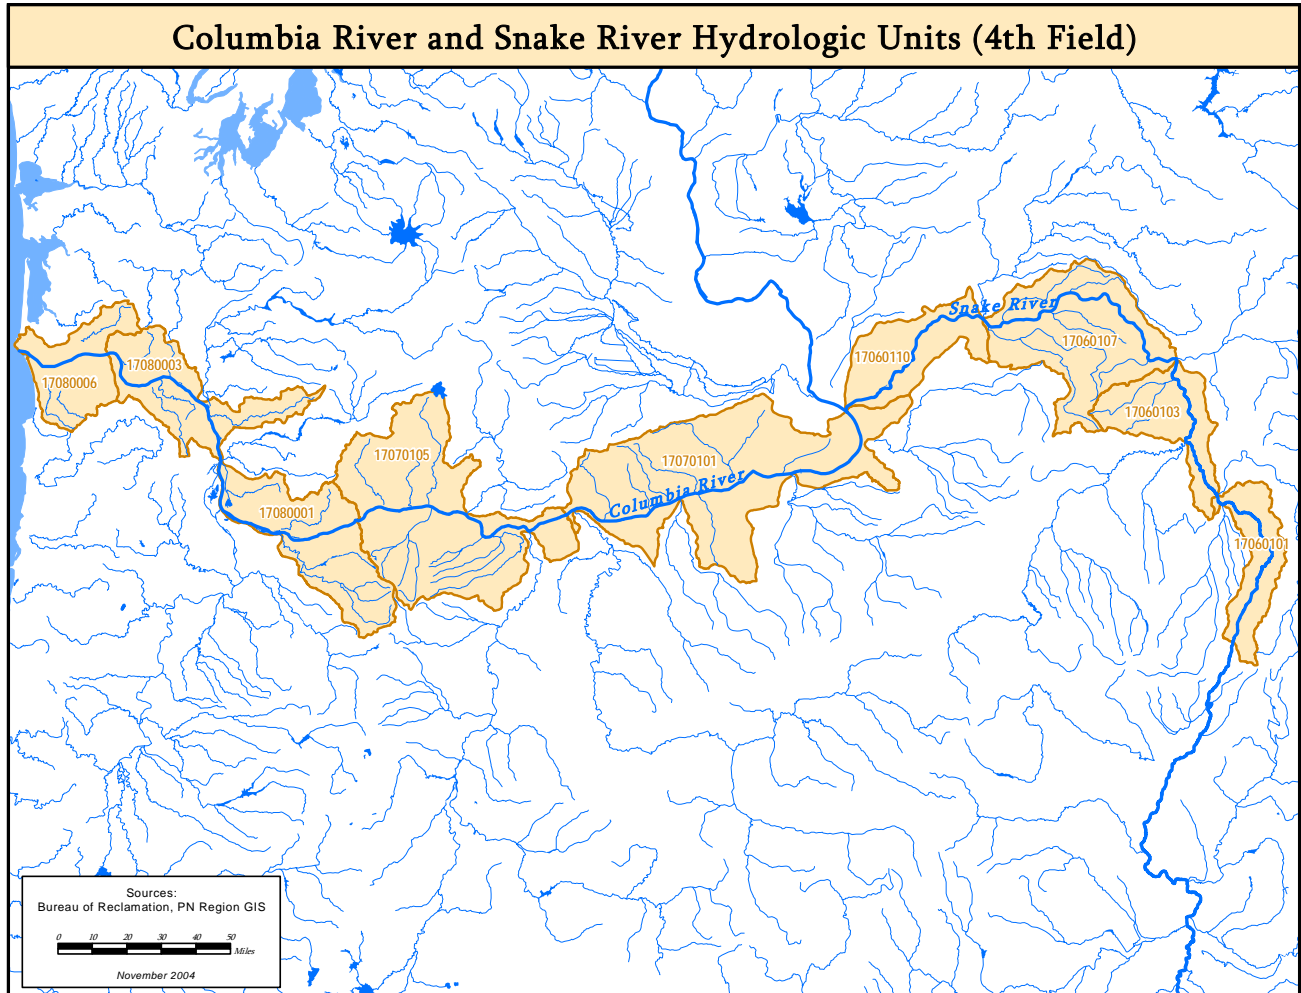 Columbia River and Snake River Hydrologic Units (4th Field)
Snake River
17060107
17060110
17080003
17080006
17060103
17070105
17070101
Columbia River
17080001
17060101
Sources:
Bureau of Reclamation, PN Region GIS
0 10 20 30 40 50
Miles
November 2004